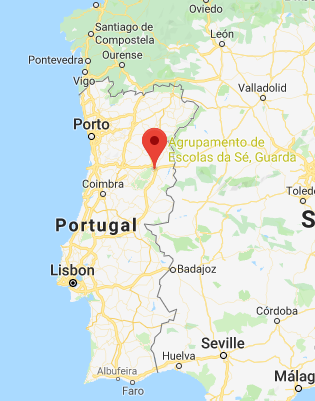 Oviedo
Santiago de
Compostela
León
Pontevedra
Ourense
Vigo
Valladolid
Porto
Agrupamento de
Escolas da Sé, Guarda
Coimbra
Toledo
Portugal
S
Lisbon
Badajoz
Córdoba
Seville
Albufeira
Huelva
Málag
Faro